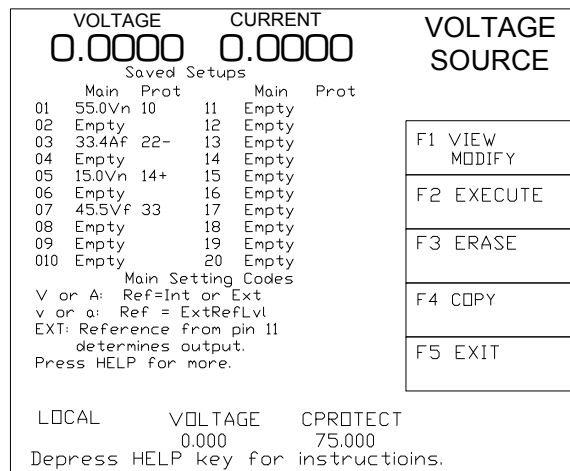 VOLTAGE CURRENT
0.0000 0.0000
VOLTAGE
SOURCE
Saved Setups
Main Prot Main Prot
01 55.0Vn 10 11 Empty
02 Empty 12 Empty
03 33.4Af 22- 13 Empty
04 Empty 14 Empty
05 15.0Vn 14+ 15 Empty
06 Empty 16 Empty
07 45.5Vf 33 17 Empty
08 Empty 18 Empty
09 Empty 19 Empty
010 Empty 20 Empty
Main Setting Codes
V or A: Ref=Int or Ext
v or a: Ref = ExtRefLvl
EXT: Reference from pin 11
determines output.
Press HELP for more.
F1 VIEW
MODIFY
F2 EXECUTE
F3 ERASE
F4 COPY
F5 EXIT
LOCAL VOLTAGE CPROTECT
0.000 75.000
Depress HELP key for instructioins.